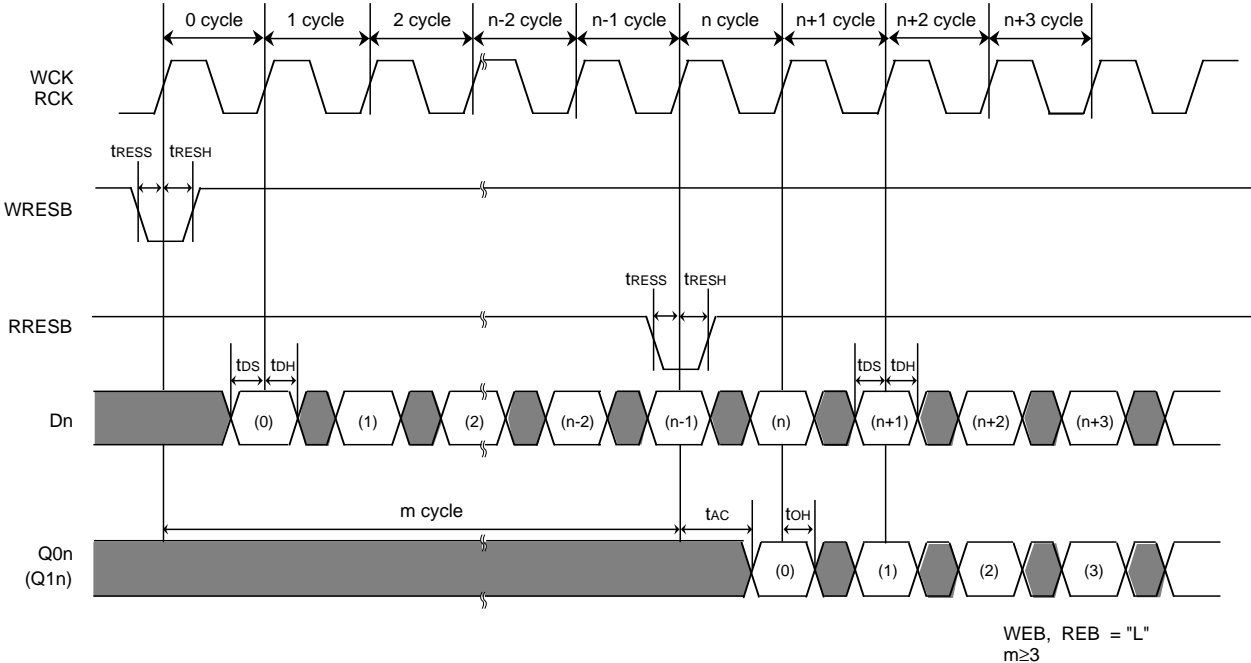 0 cycle 1 cycle 2 cycle n-2 cycle n-1 cycle n cycle n+1 cycle n+2 cycle n+3 cycle
WCK
RCK
tRESS tRESH
WRESB
tRESS tRESH
RRESB
tDS tDH tDS tDH
Dn (0) (1) (2) (n-2) (n-1) (n) (n+1) (n+2) (n+3)
m cycle tAC tOH
Q0n
(Q1n) (0) (1) (2) (3)
WEB, REB = "L"
m≥3